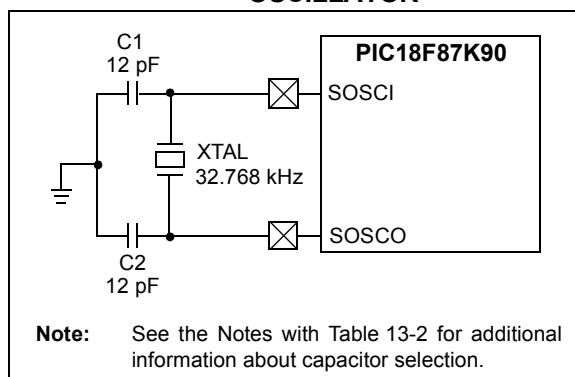 C1
12 pF
PIC18F87K90
SOSCI
XTAL
32.768 kHz
SOSCO
C2
12 pF
Note: See the Notes with Table 13-2 for additional
information about capacitor selection.